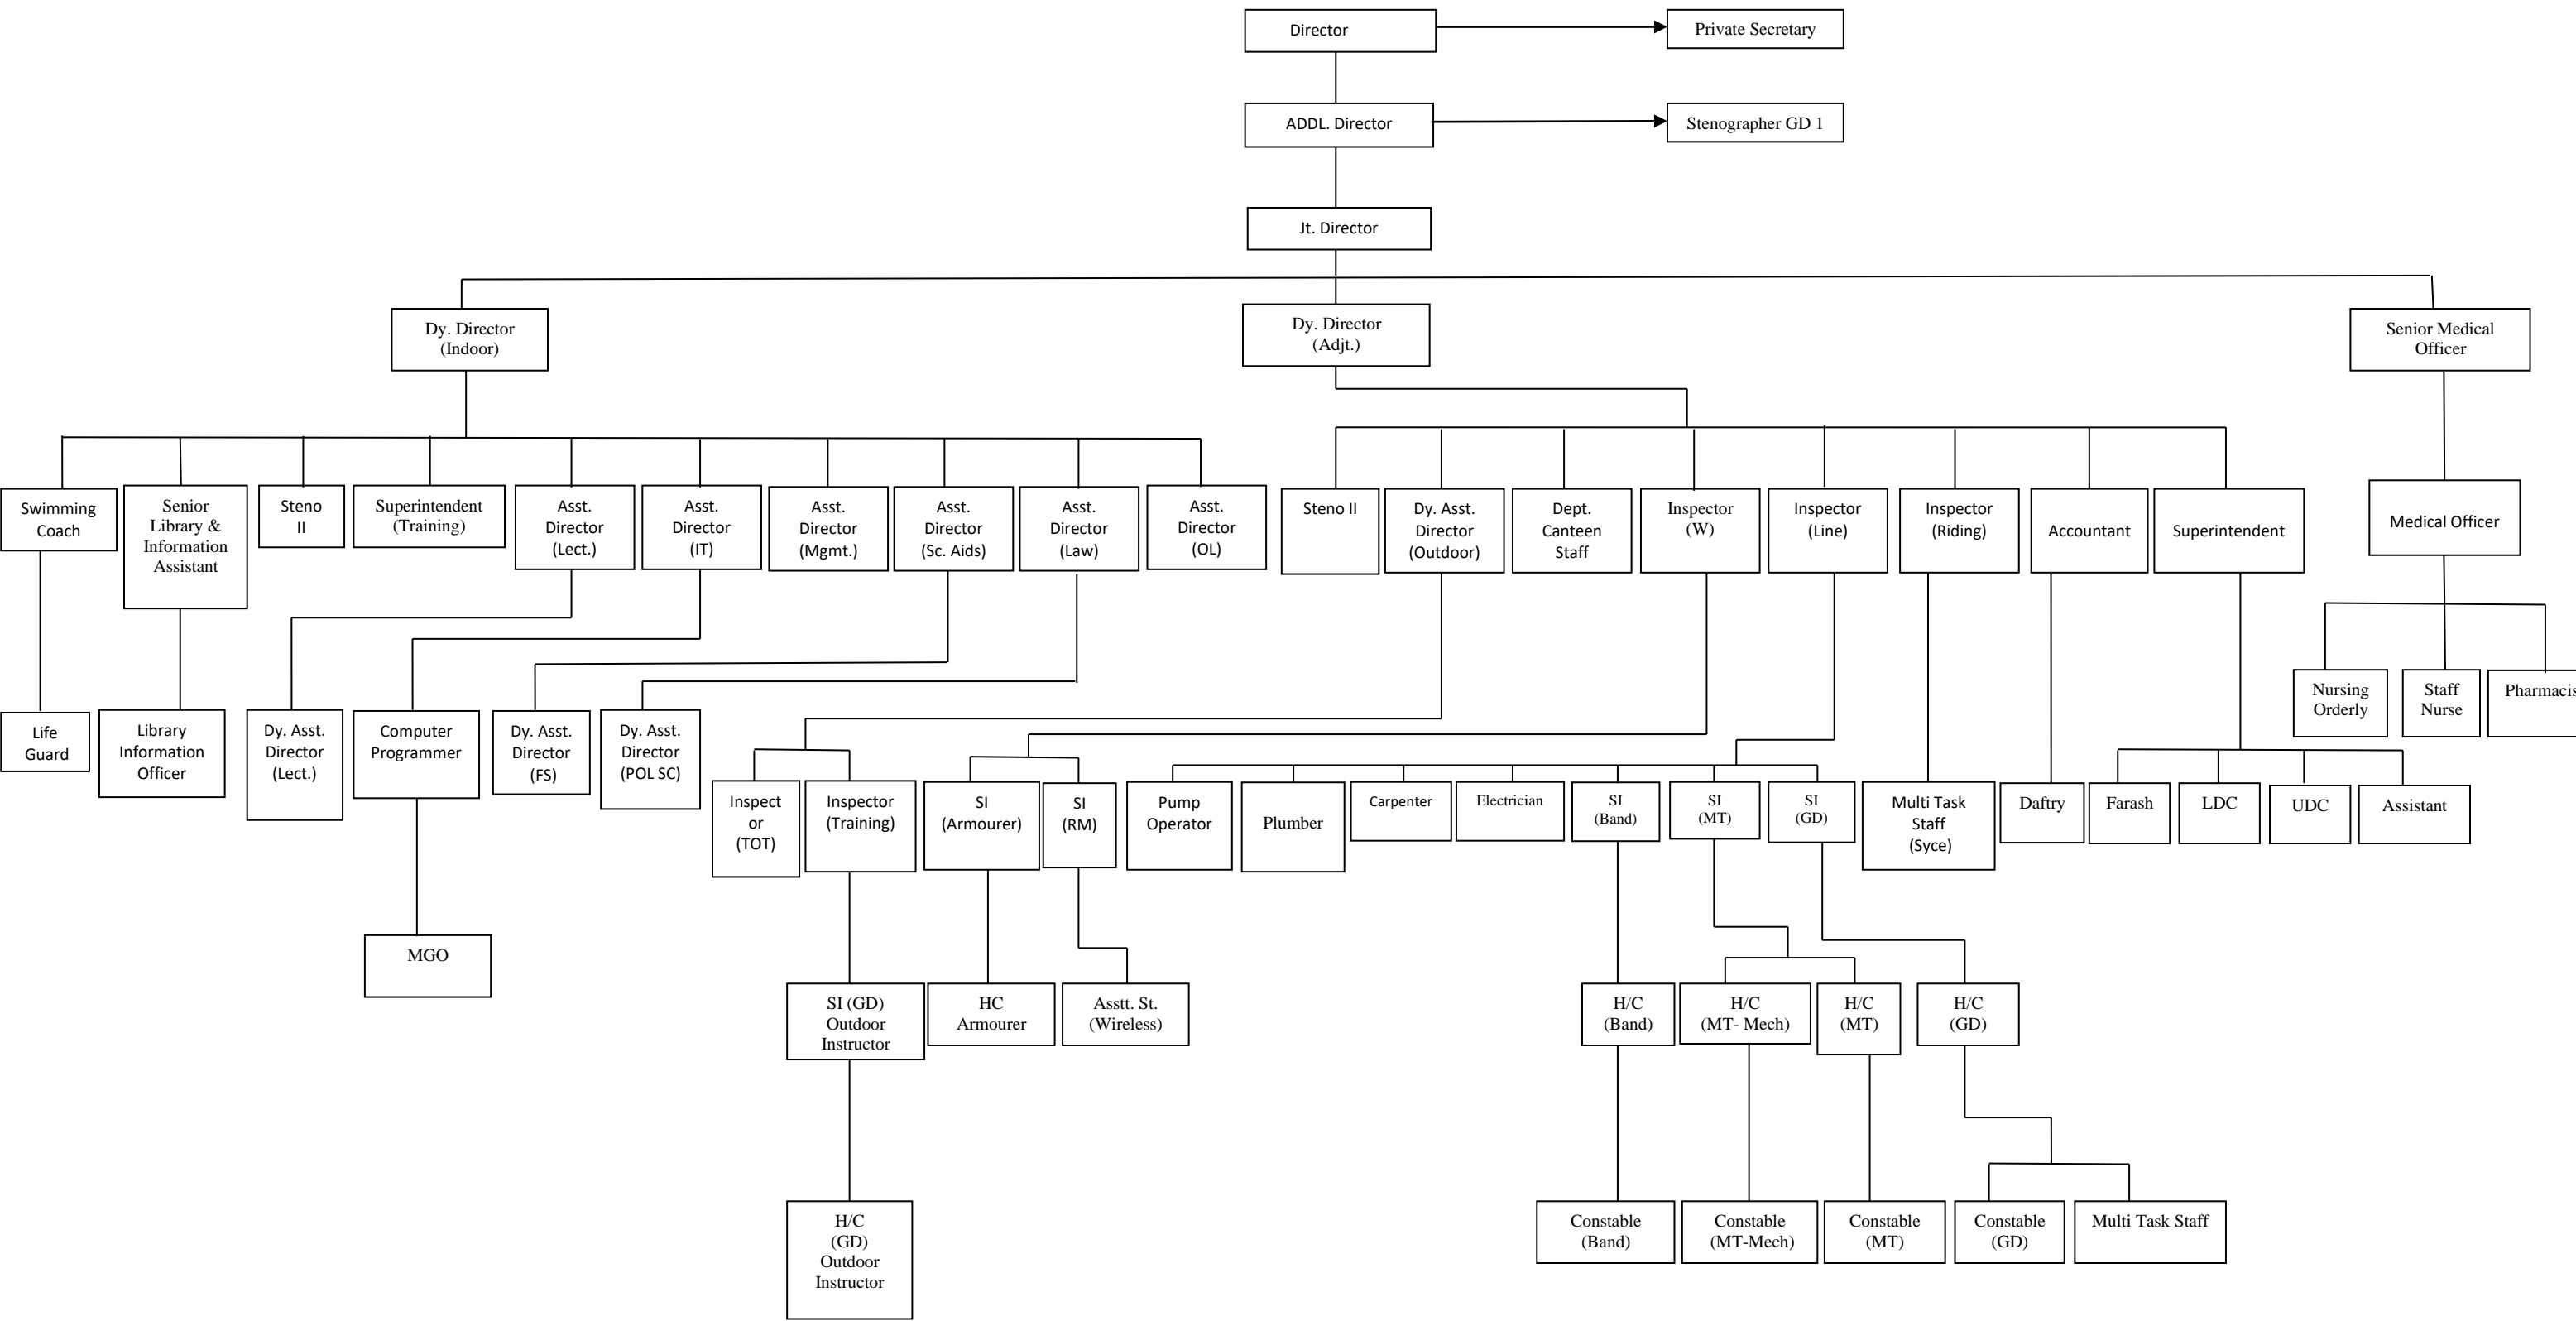 Director
Private Secretary
ADDL. Director
Stenographer GD 1
Jt. Director
Dy. Director
(Indoor)
Dy. Director
(Adjt.)
Senior Medical
Officer
Swimming
Coach
Senior
Library &
Information
Assistant
Steno
II
Superintendent
(Training)
Asst.
Director
(Lect.)
Asst.
Director
(IT)
Asst.
Director
(Mgmt.)
Asst.
Director
(Sc. Aids)
Asst.
Director
(Law)
Asst.
Director
(OL)
Steno II
Dy. Asst.
Director
(Outdoor)
Dept.
Canteen
Staff
Inspector
(W)
Inspector
(Line)
Inspector
(Riding)
Accountant
Superintendent
Medical Officer
Nursing
Orderly
Staff
Nurse
Pharmacis
Life
Guard
Library
Information
Officer
Dy. Asst.
Director
(Lect.)
Computer
Programmer
Dy. Asst.
Director
(FS)
Dy. Asst.
Director
(POL SC)
Inspect
or
(TOT)
Inspector
(Training)
SI
(Armourer)
SI
(RM)
Pump
Operator
Plumber
Carpenter
Electrician
SI
(Band)
SI
(MT)
SI
(GD)
Multi Task
Staff
(Syce)
Daftry
Farash
LDC
UDC
Assistant
MGO
SI (GD)
Outdoor
Instructor
HC
Armourer
Asstt. St.
(Wireless)
H/C
(Band)
H/C
(MT- Mech)
H/C
(MT)
H/C
(GD)
H/C
(GD)
Outdoor
Instructor
Constable
(Band)
Constable
(MT-Mech)
Constable
(MT)
Constable
(GD)
Multi Task Staff